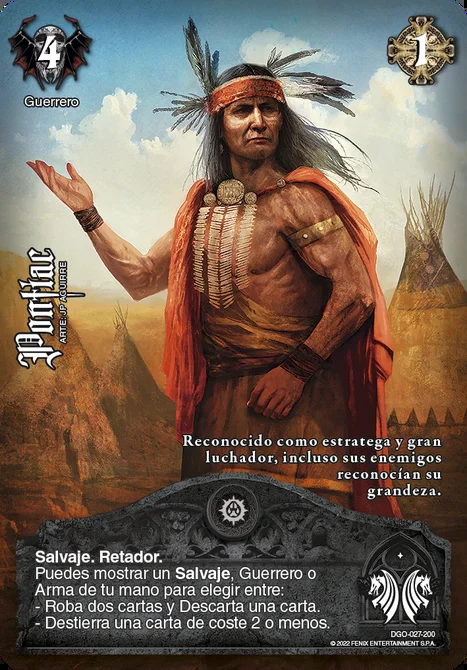 4
1
Guerrero
Pontiac
ARTE: JP AGUIRRE
Reconocido como estratega y gran
luchador, incluso sus enemigos
reconocían su
grandeza.
Salvaje. Retador.
Puedes mostrar un Salvaje, Guerrero o
Arma de tu mano para elegir entre:
- Roba dos cartas y Descarta una carta.
- Destierra una carta de coste 2 o menos.
DGO-027-200
© 2022 FENIX ENTERTAINMENT S.P.A.